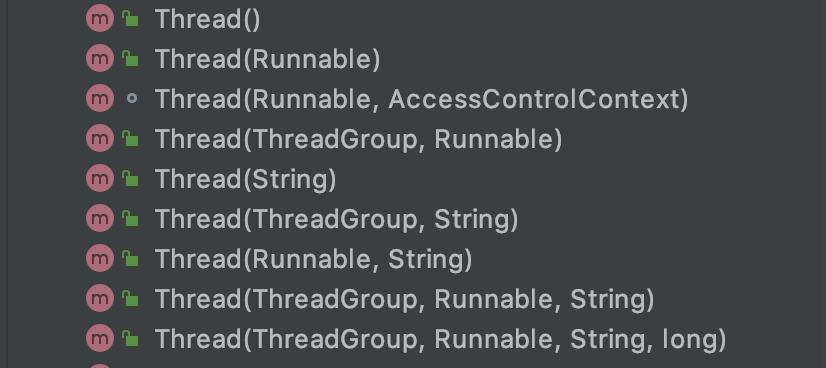 m Thread()
m Thread(Runnable)
m Thread(Runnable, AccessControlContext)
m Thread(ThreadGroup, Runnable)
m Thread(String)
m Thread(ThreadGroup, String)
m Thread(Runnable, String)
m Thread(ThreadGroup, Runnable, String)
m Thread(ThreadGroup, Runnable, String, long)